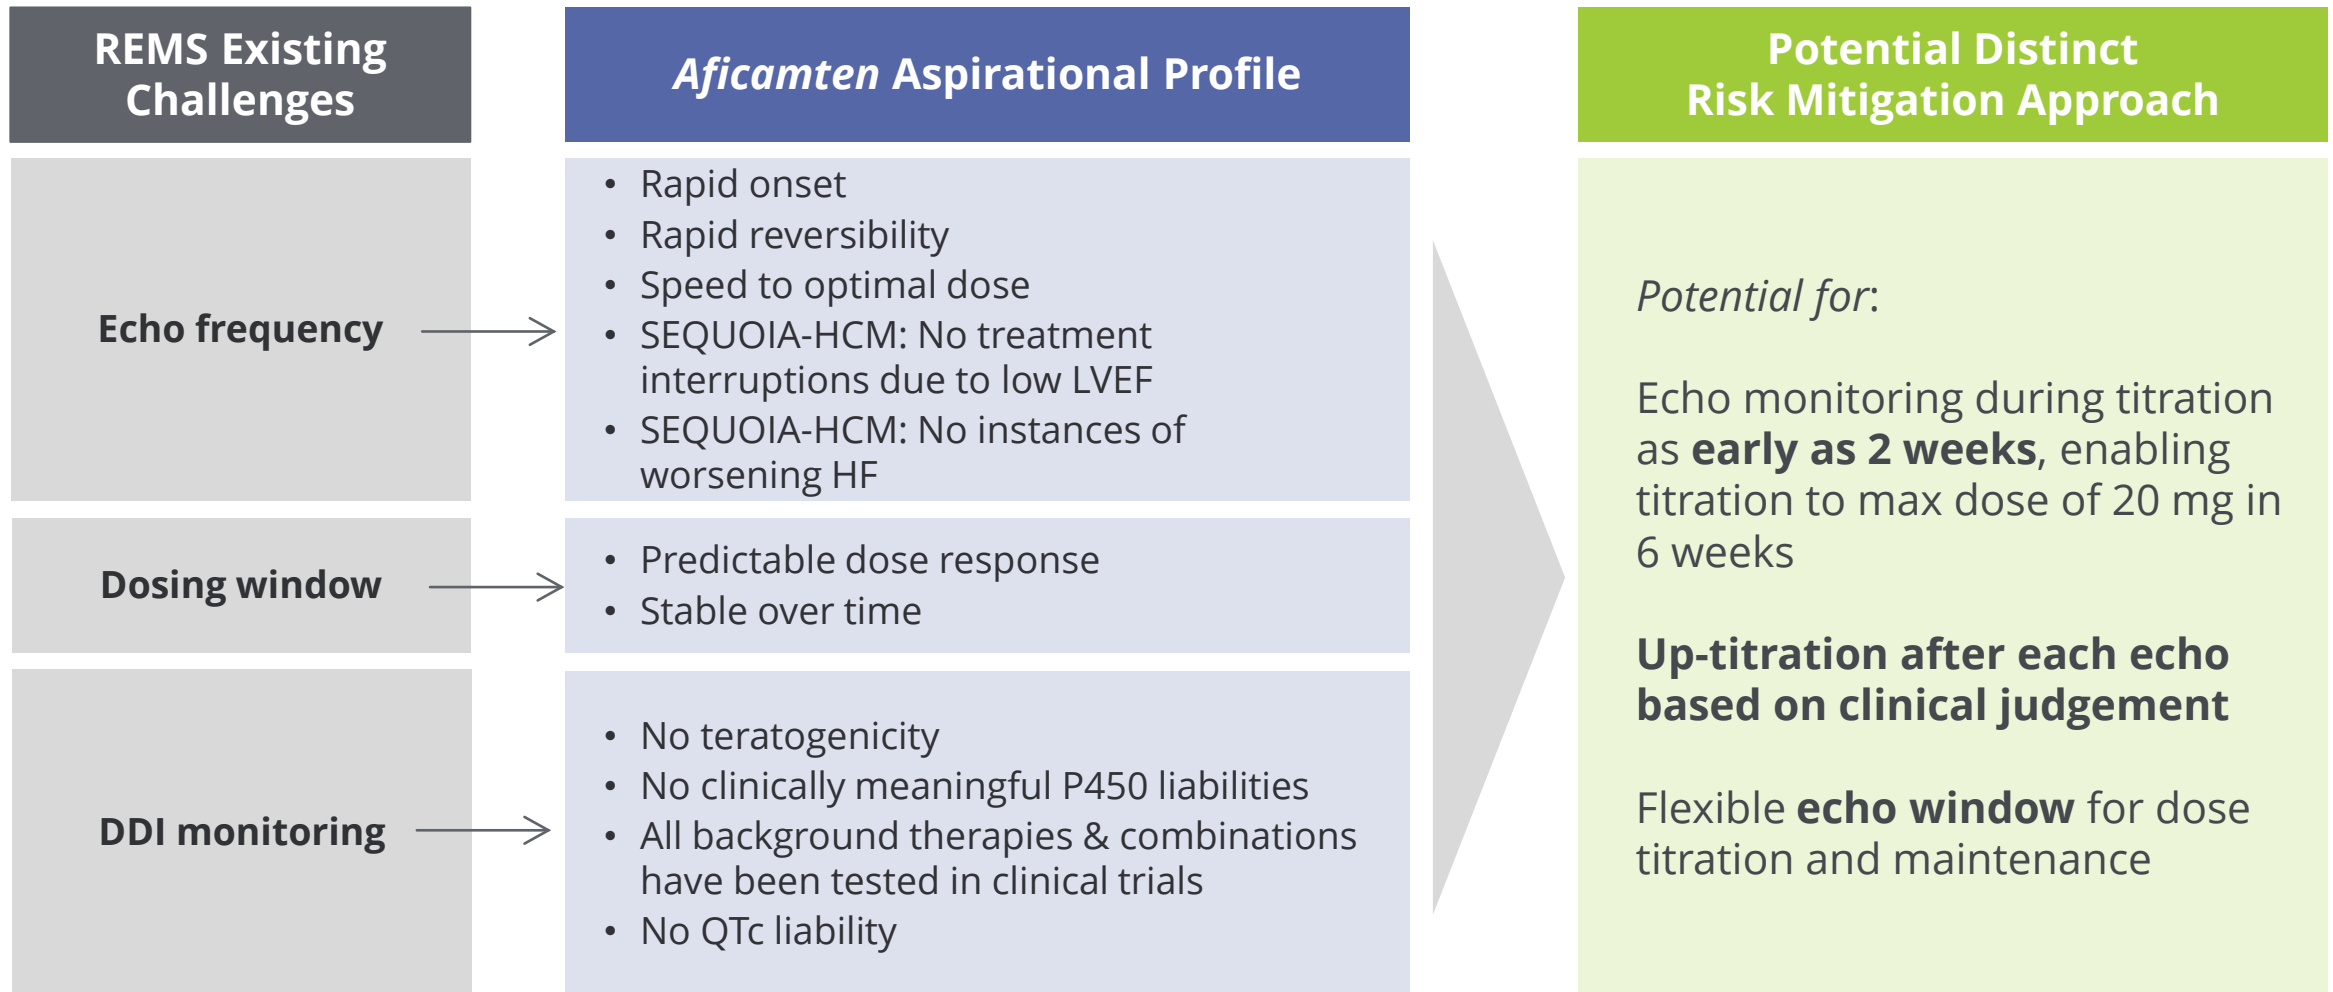 REMS Existing
Challenges
Aficamten Aspirational Profile
Potential Distinct
Risk Mitigation Approach
Echo frequency
• Rapid onset
• Rapid reversibility
• Speed to optimal dose
• SEQUOIA-HCM: No treatment
interruptions due to low LVEF
• SEQUOIA-HCM: No instances of
worsening HF
Dosing window
• Predictable dose response
• Stable over time
DDI monitoring
• No teratogenicity
• No clinically meaningful P450 liabilities
• All background therapies & combinations
have been tested in clinical trials
• No QTc liability
Potential for:
Echo monitoring during titration
as early as 2 weeks, enabling
titration to max dose of 20 mg in
6 weeks
Up-titration after each echo
based on clinical judgement
Flexible echo window for dose
titration and maintenance